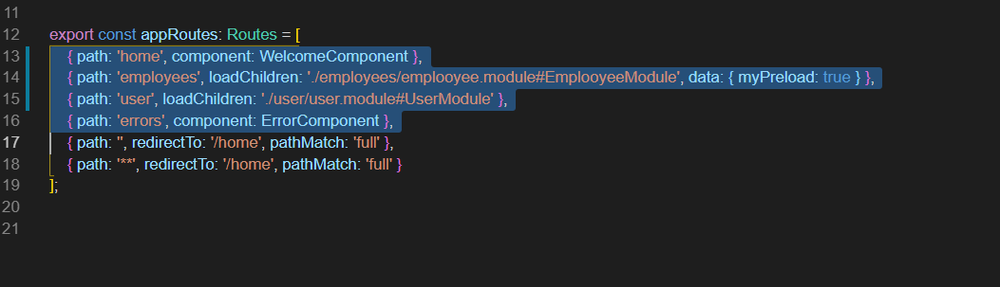 11
12 export const appRoutes: Routes = [
13 { path: 'home', component: WelcomeComponent },
14 { path: 'employees', loadChildren: './employees/emplooyee.module#EmplooyeeModule', data: { myPreload: true } },
15 { path: 'user', loadChildren: './user/user.module#UserModule' },
16 { path: 'errors', component: ErrorComponent },
17 { path: '', redirectTo: '/home', pathMatch: 'full' },
18 { path: '**', redirectTo: '/home', pathMatch: 'full' }
19 ];
20
21